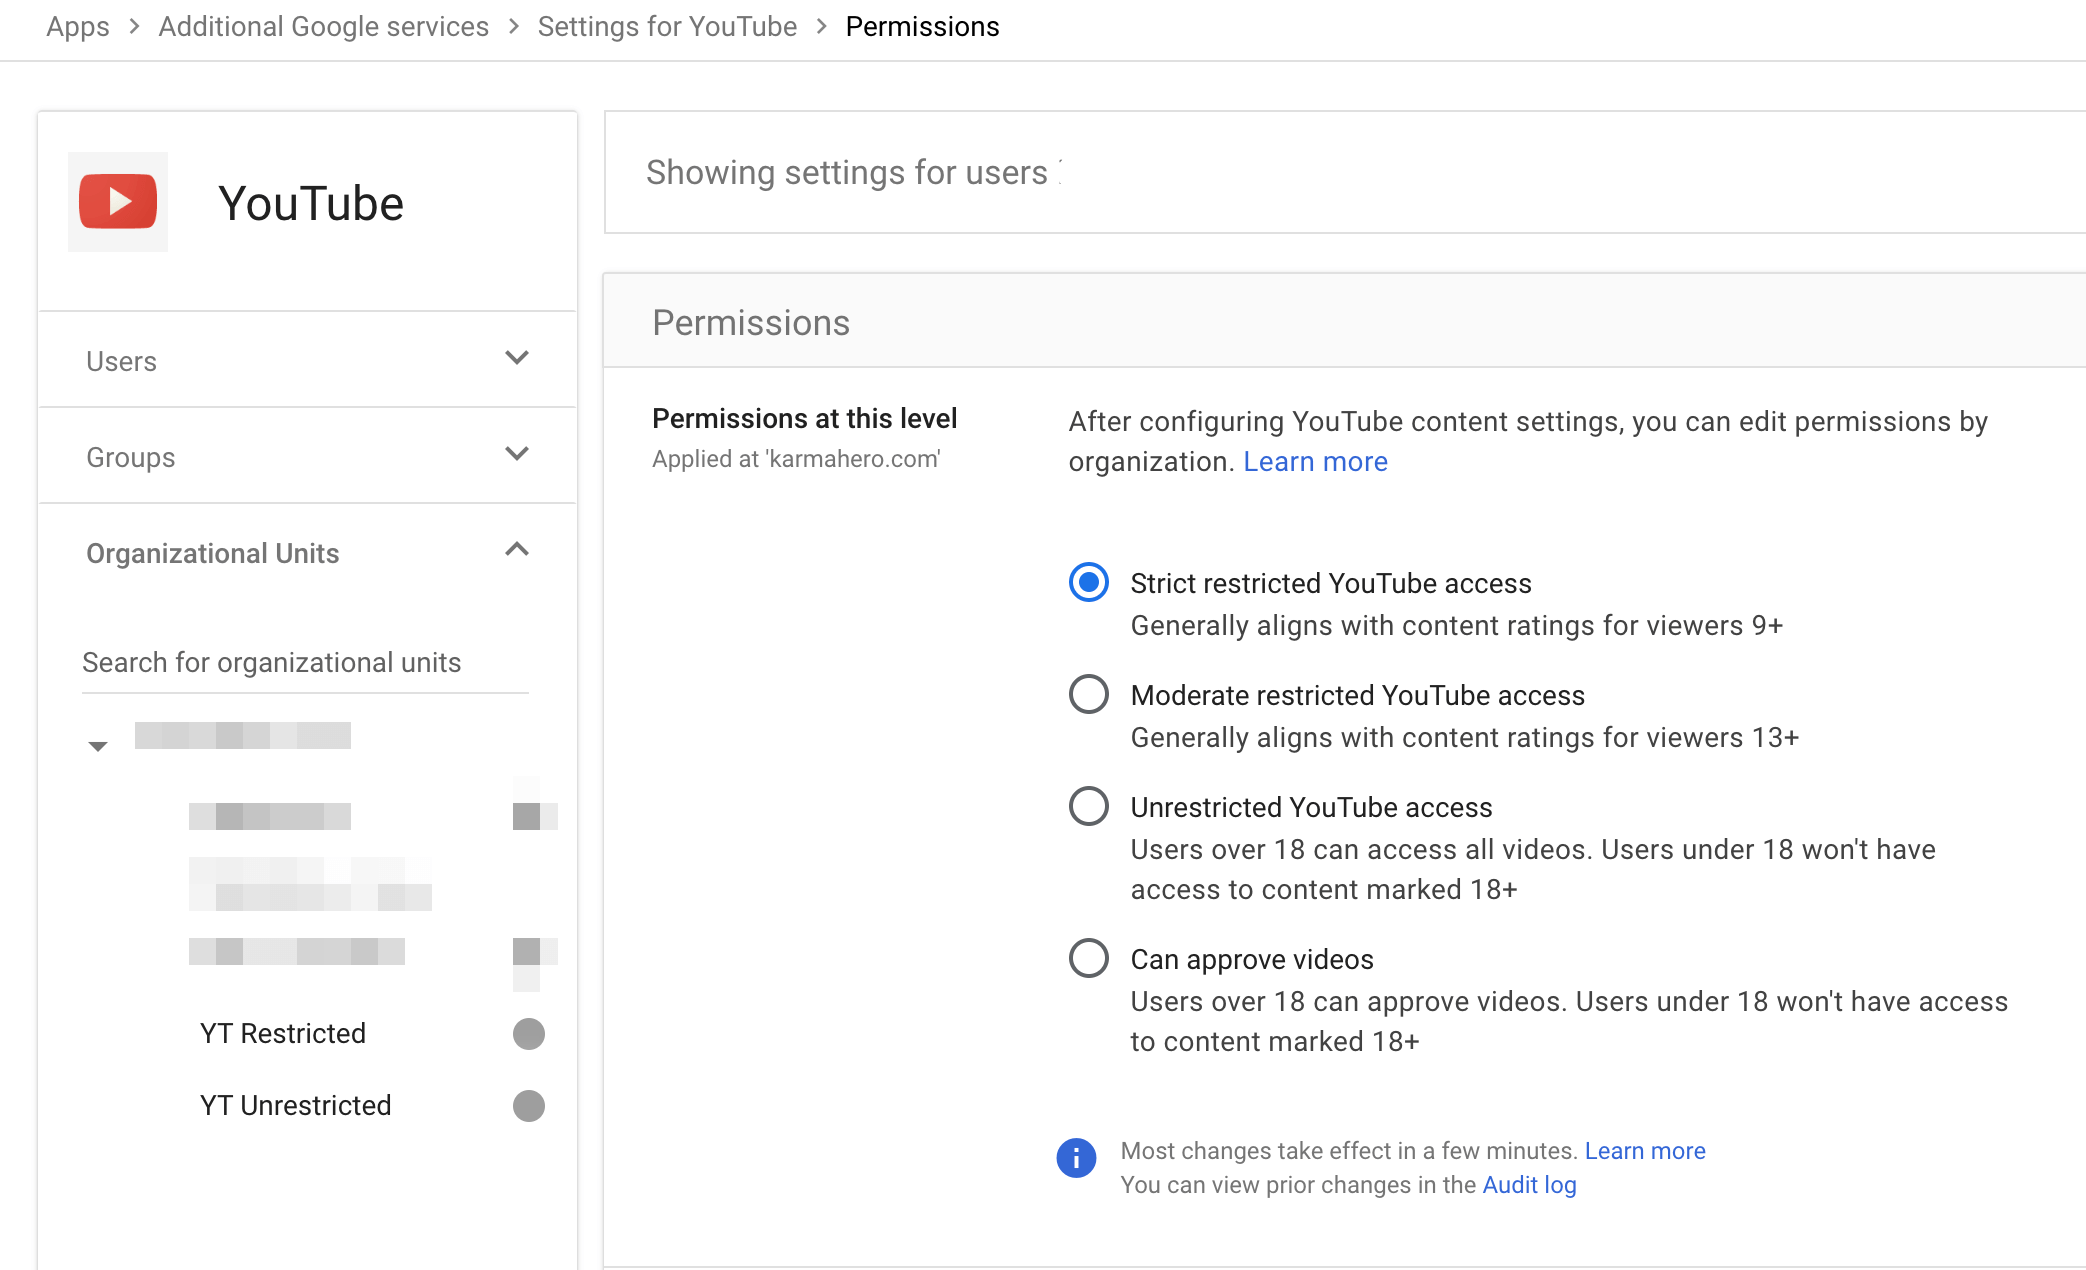 Apps > Additional Google services > Settings for YouTube > Permissions
YouTube
Users
Groups
Organizational Units
Search for organizational units
YT Restricted
YT Unrestricted
Showing settings for users
Permissions
Permissions at this level
Applied at 'karmahero.com'
After configuring YouTube content settings, you can edit permissions by
organization. Learn more
Strict restricted YouTube access
Generally aligns with content ratings for viewers 9+
Moderate restricted YouTube access
Generally aligns with content ratings for viewers 13+
Unrestricted YouTube access
Users over 18 can access all videos. Users under 18 won't have
access to content marked 18+
Can approve videos
Users over 18 can approve videos. Users under 18 won't have access
to content marked 18+
Most changes take effect in a few minutes. Learn more
You can view prior changes in the Audit log